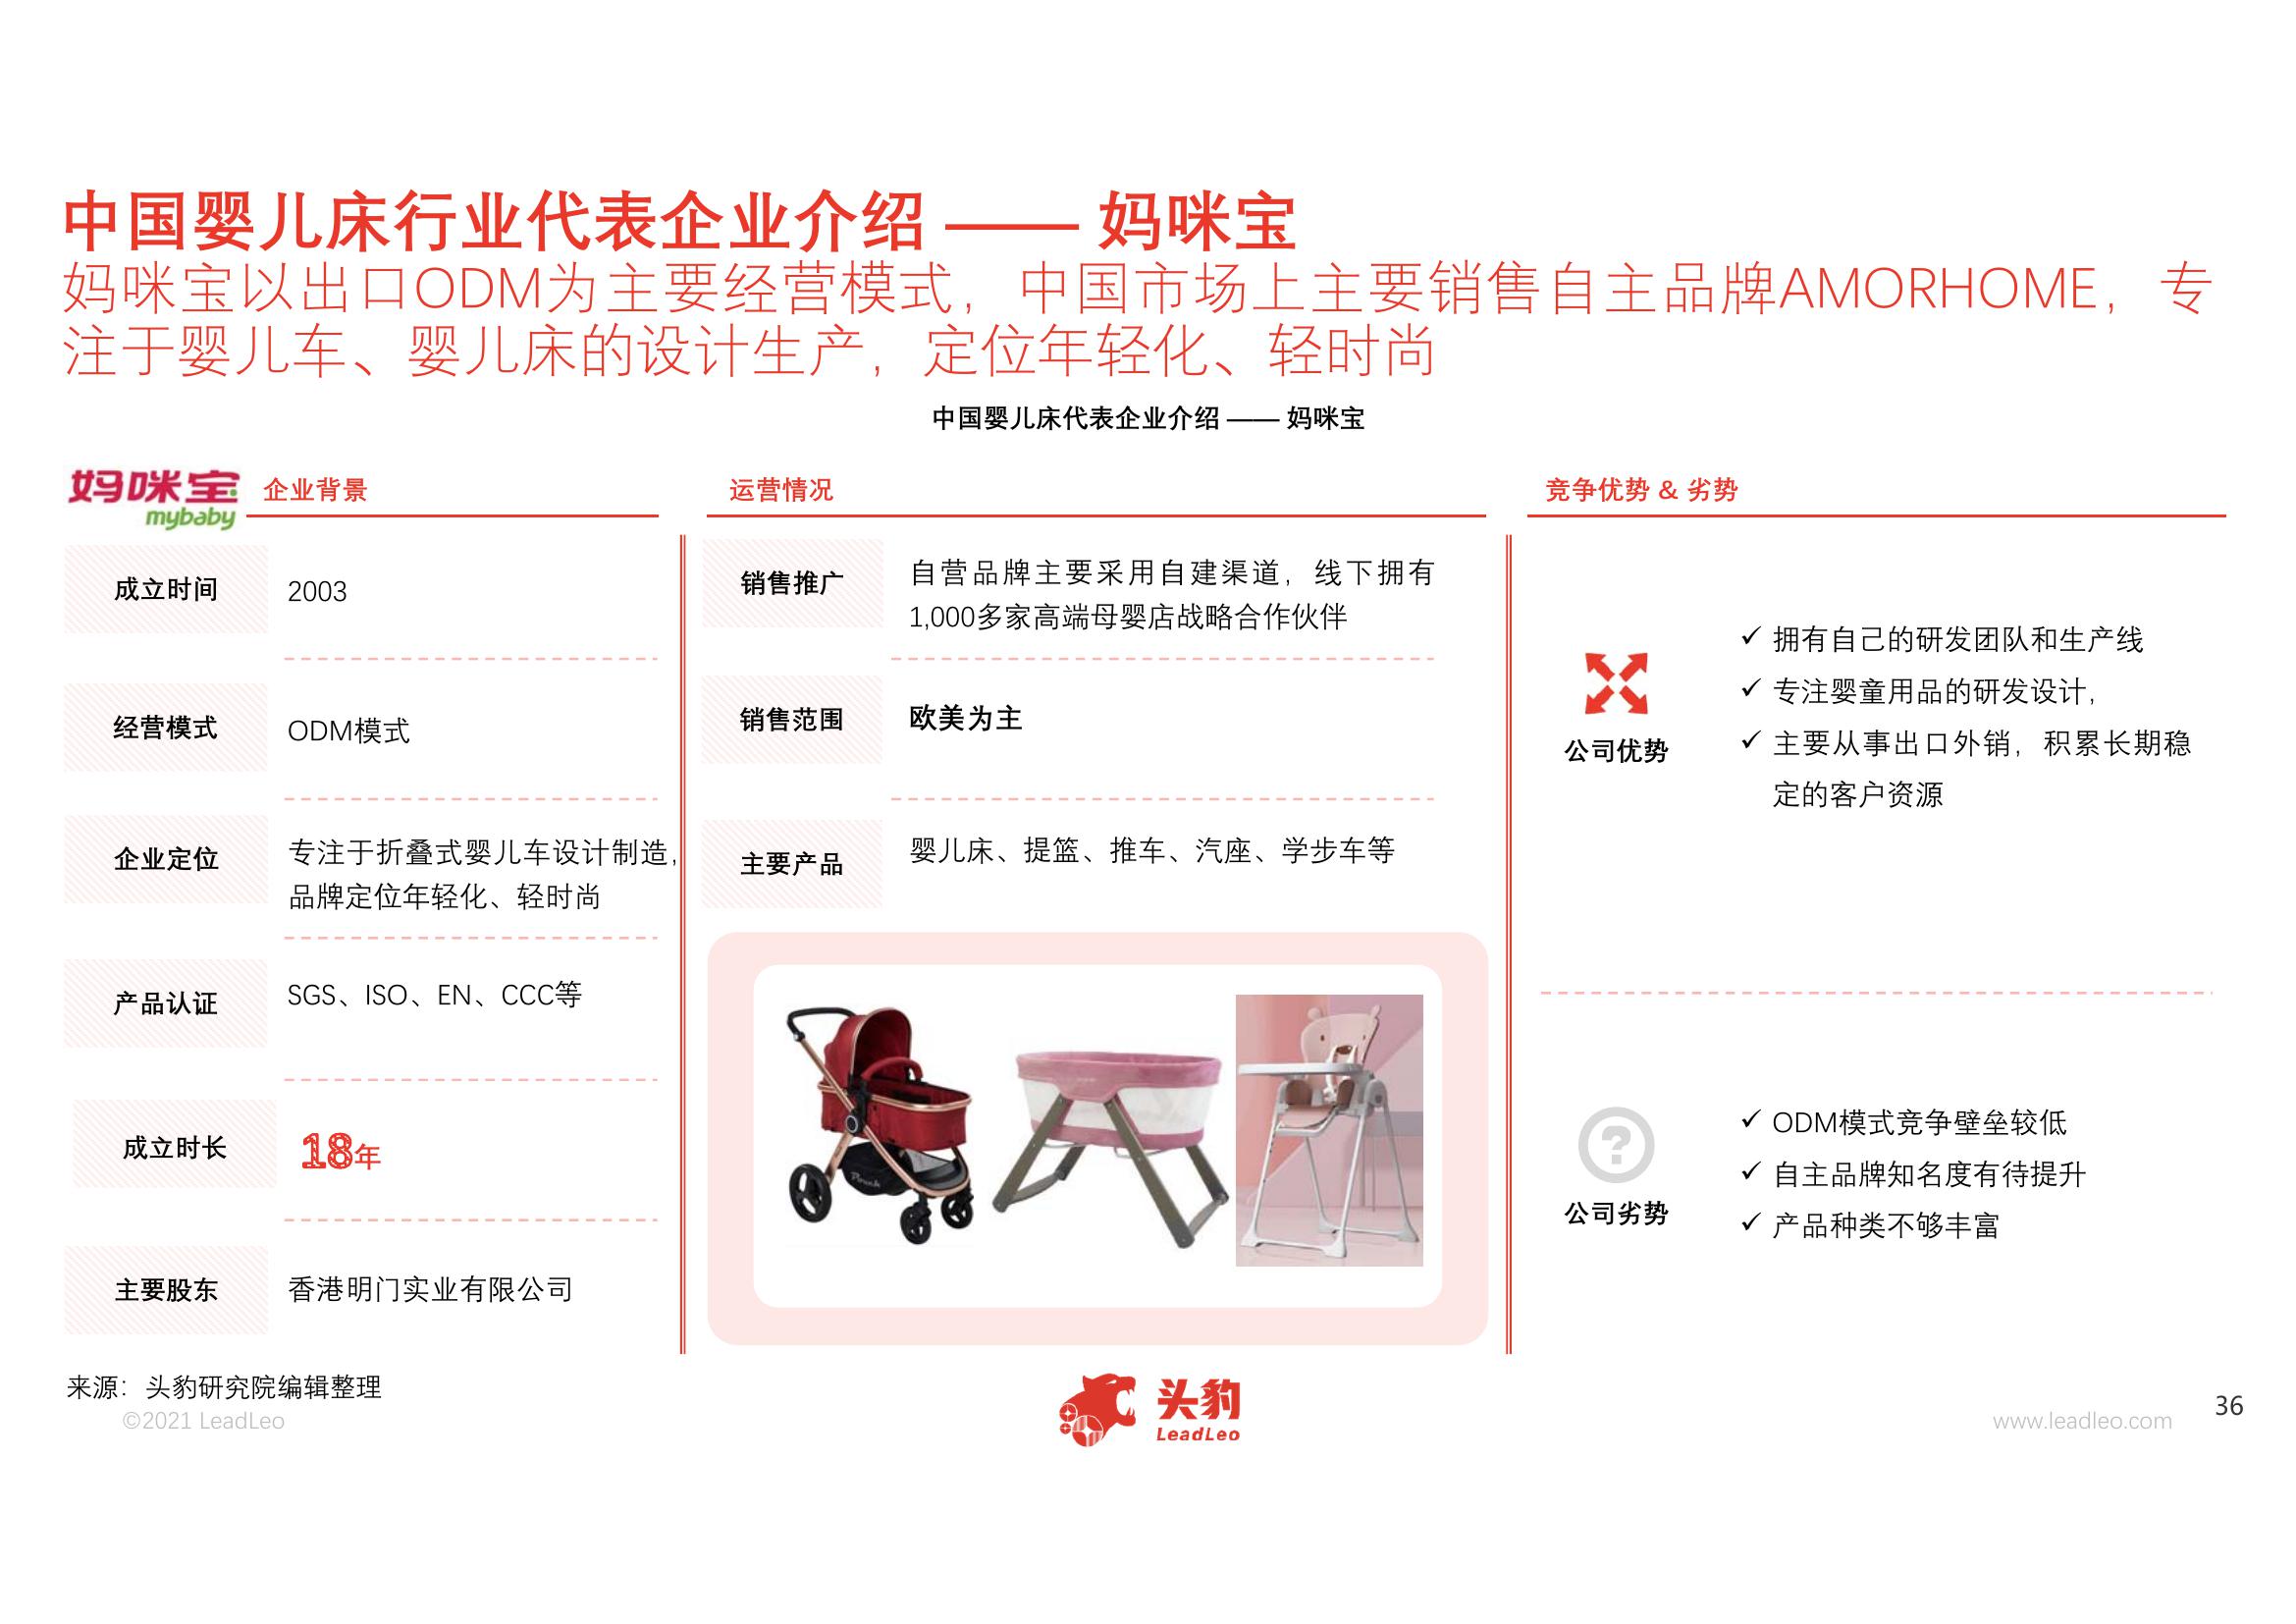 中国婴儿床行业代表企业介绍 —— 妈咪宝
妈咪宝以出口ODM为主要经营模式，中国市场上主要销售自主品牌AMORHOME，专
注于婴儿车、婴儿床的设计生产，定位年轻化、轻时尚
中国婴儿床代表企业介绍 —— 妈咪宝
妈咪宝
mybaby
企业背景
成立时间
2003
经营模式
ODM模式
企业定位
专注于折叠式婴儿车设计制造，
品牌定位年轻化、轻时尚
产品认证
SGS、ISO、EN、CCC等
成立时长
18年
主要股东
香港明门实业有限公司
运营情况
销售推广
自营品牌主要采用自建渠道，线下拥有
1,000多家高端母婴店战略合作伙伴
销售范围
欧美为主
主要产品
婴儿床、提篮、推车、汽座、学步车等
竞争优势 & 劣势
公司优势
✓ 拥有自己的研发团队和生产线
✓ 专注婴童用品的研发设计，
✓ 主要从事出口外销，积累长期稳
定的客户资源
?
公司劣势
✓ ODM模式竞争壁垒较低
✓ 自主品牌知名度有待提升
✓ 产品种类不够丰富
来源：头豹研究院编辑整理
©2021 LeadLeo
头豹
LeadLeo
www.leadleo.com
36